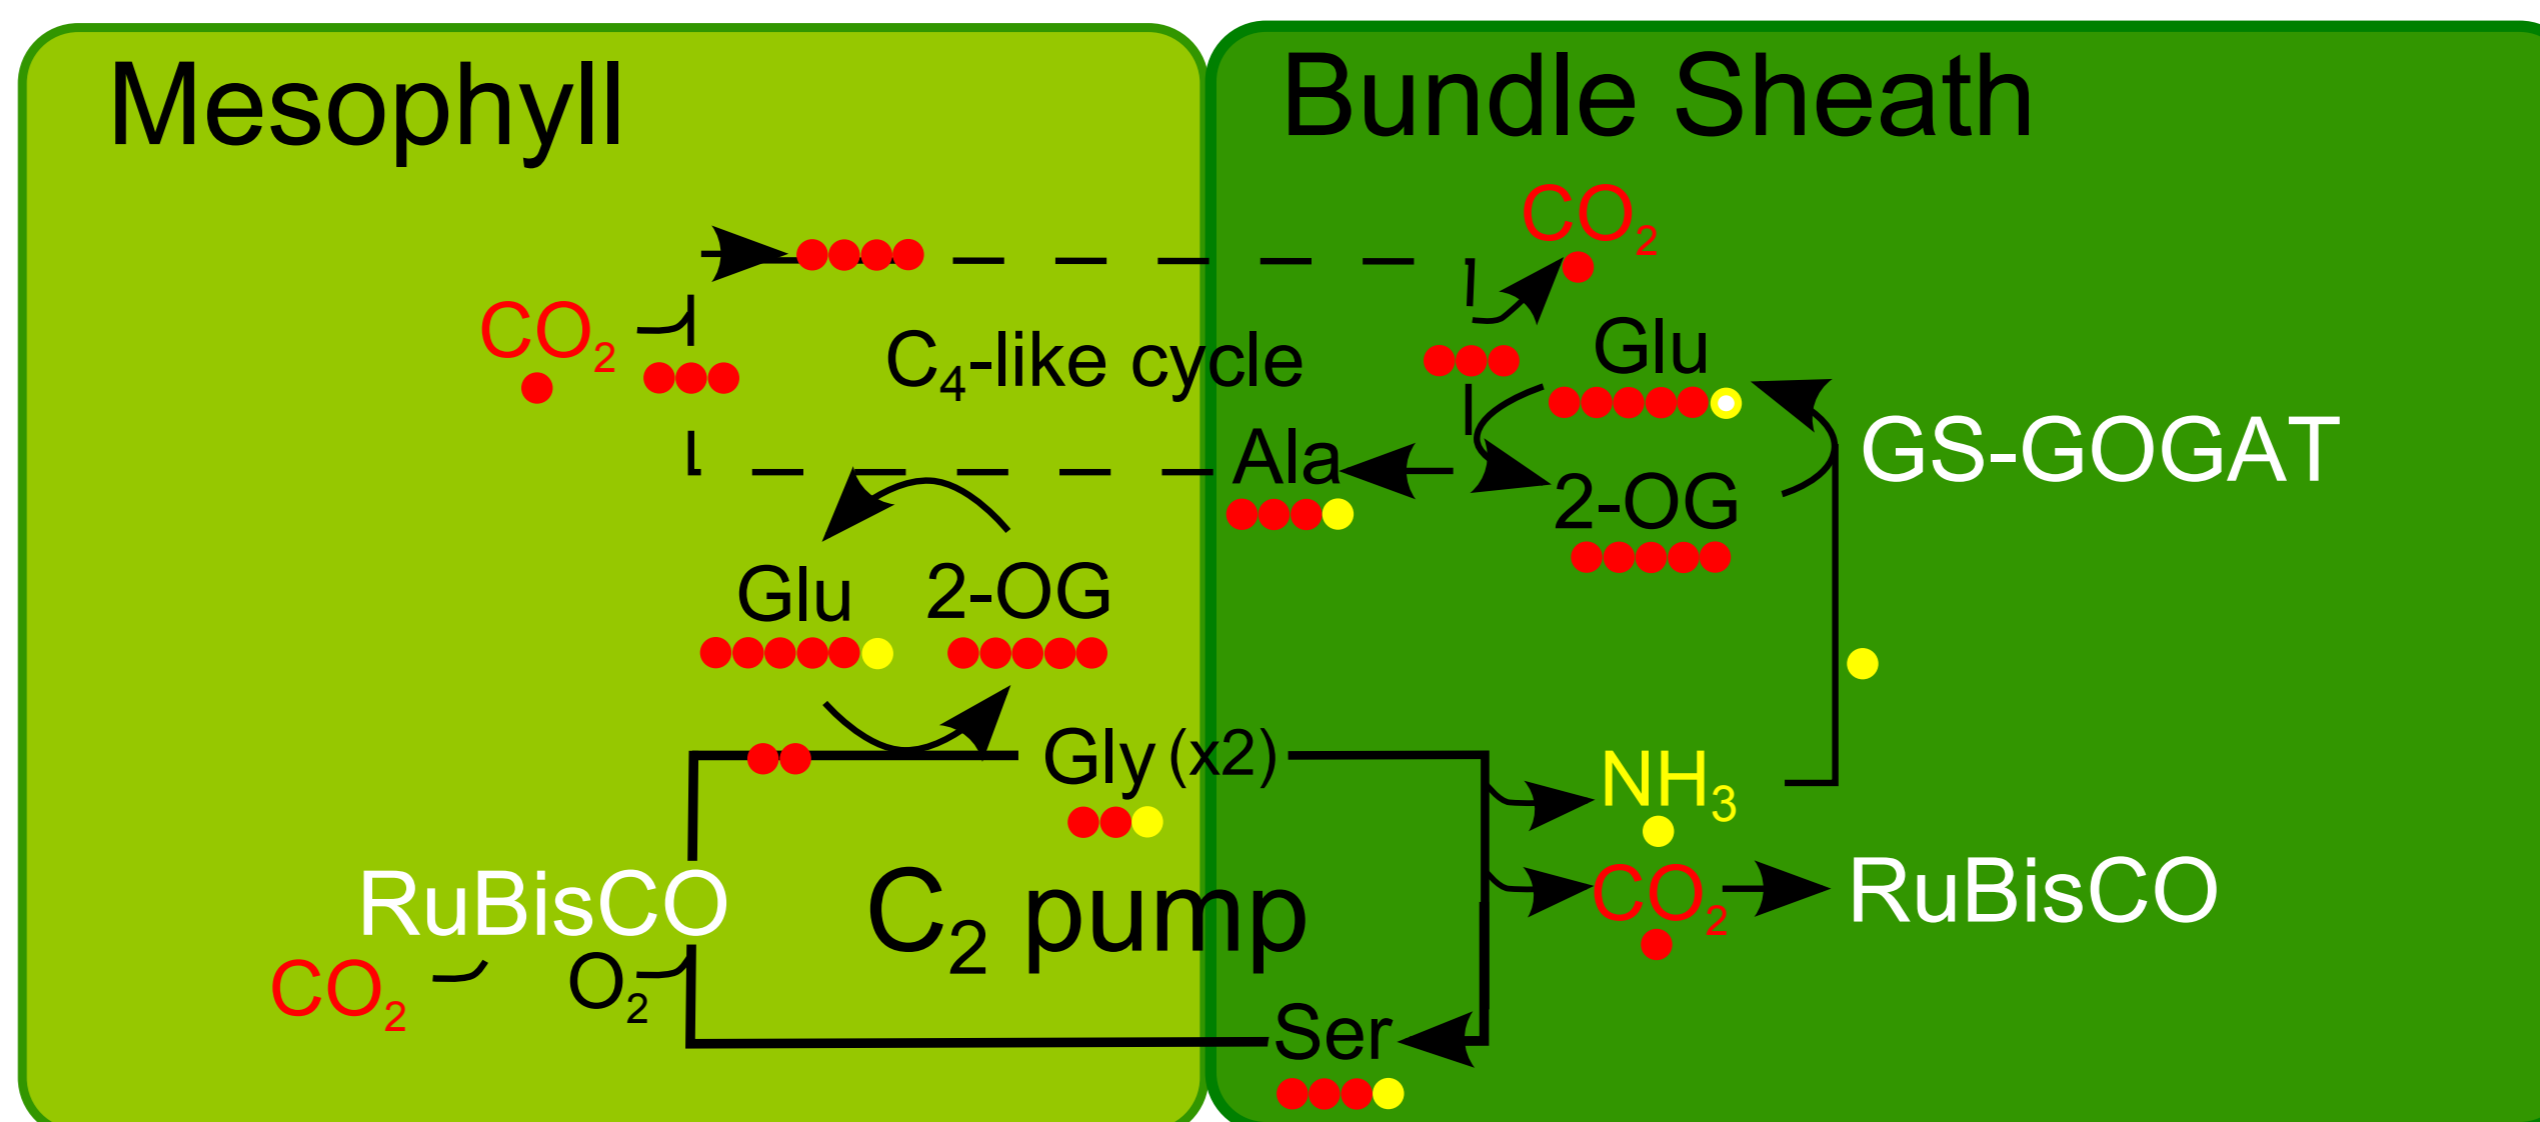 Mesophyll
Bundle Sheath
CO₂
CO₂
C₄-like cycle
Glu
Ala
GS-GOGAT
2-OG
Glu
2-OG
Gly (x2)
NH₃
RuBisCO
C₂ pump
CO₂
RuBisCO
CO₂
O₂
Ser